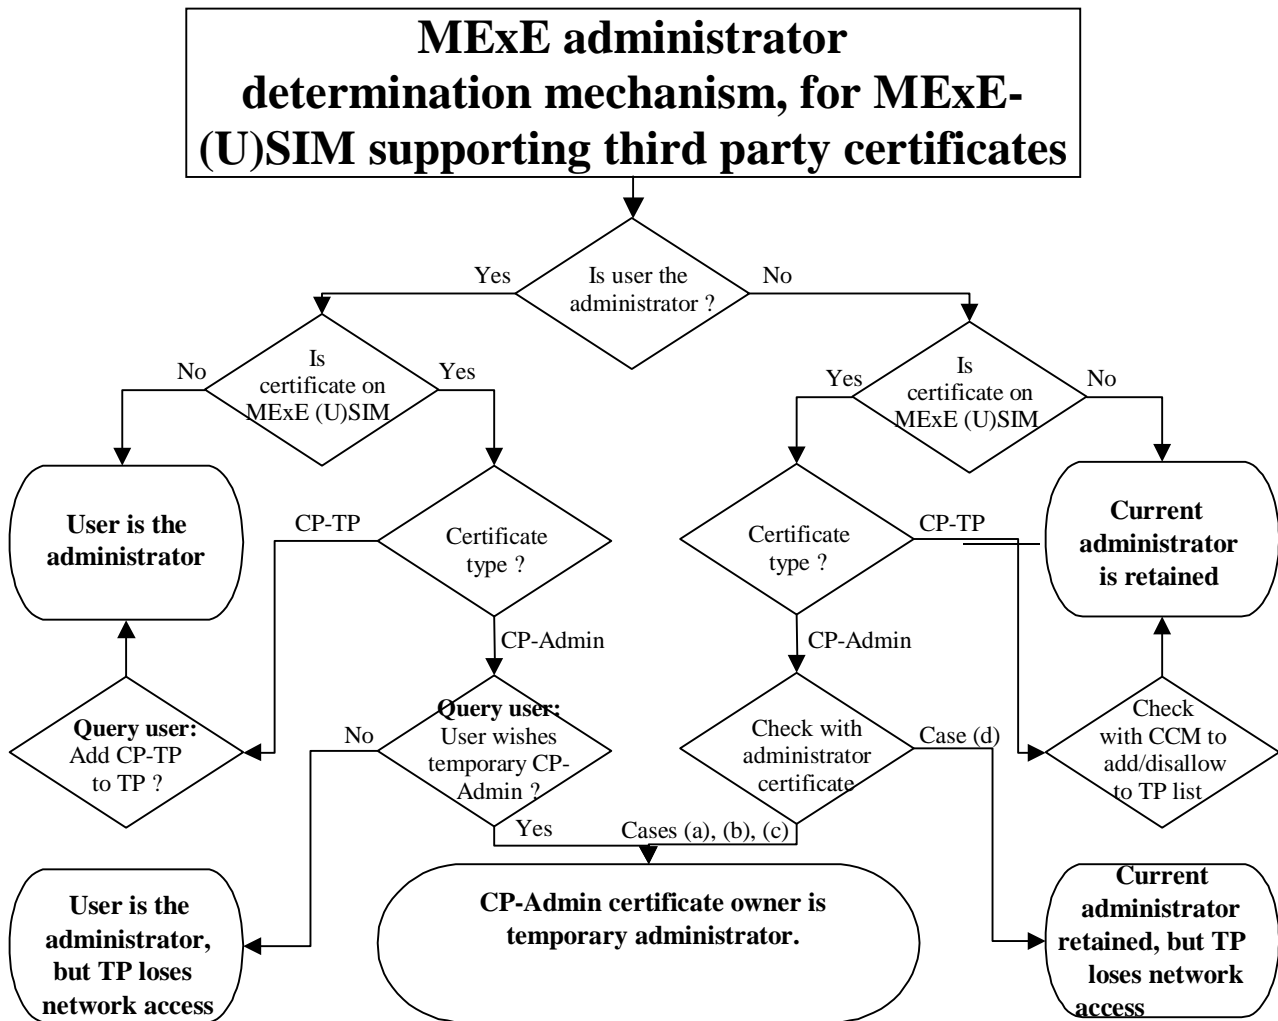 MExE administrator
determination mechanism, for MExE-
(U)SIM supporting third party certificates
Is user the
administrator ?
Yes
No
Is
certificate on
MExE (U)SIM
No
Yes
Is
certificate on
MExE (U)SIM
Yes
No
User is the
administrator
CP-TP
Certificate
type ?
Certificate
type ?
CP-TP
Current
administrator
is retained
CP-Admin
CP-Admin
Query user:
Add CP-TP
to TP ?
No
Query user:
User wishes
temporary CP-
Admin ?
Check with
administrator
certificate
Case (d)
Check
with CCM to
add/disallow
to TP list
Yes
Cases (a), (b), (c)
User is the
administrator,
but TP loses
network access
CP-Admin certificate owner is
temporary administrator.
Current
administrator
retained, but TP
loses network
access